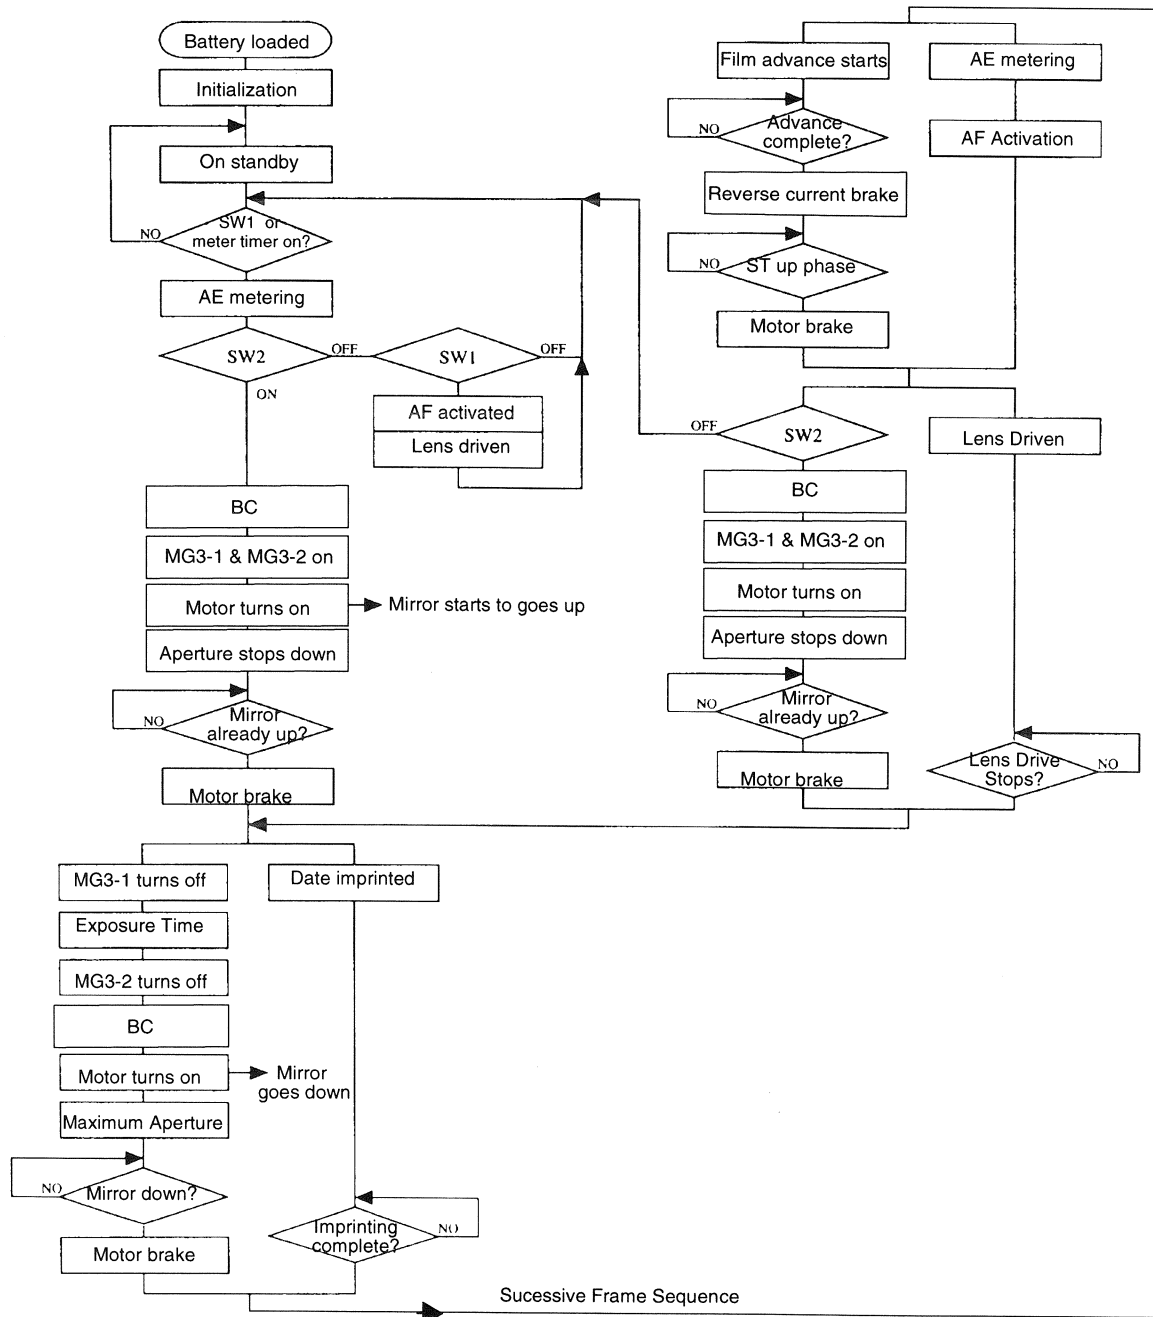 Battery loaded
Initialization
On standby
SW1 or
meter timer on?
NO
AE metering
SW2
OFF
SW1
OFF
ON
AF activated
Lens driven
BC
MG3-1 & MG3-2 on
Motor turns on
Mirror starts to goes up
Aperture stops down
Mirror
already up?
NO
Motor brake
MG3-1 turns off
Date imprinted
Exposure Time
MG3-2 turns off
BC
Motor turns on
Mirror
goes down
Maximum Aperture
Mirror down?
NO
Imprinting
complete?
NO
Motor brake
Sucessive Frame Sequence
Film advance starts
AE metering
Advance
complete?
NO
AF Activation
Reverse current brake
ST up phase
NO
Motor brake
SW2
OFF
Lens Driven
BC
MG3-1 & MG3-2 on
Motor turns on
Aperture stops down
Mirror
already up?
NO
Lens Drive
Stops?
NO
Motor brake